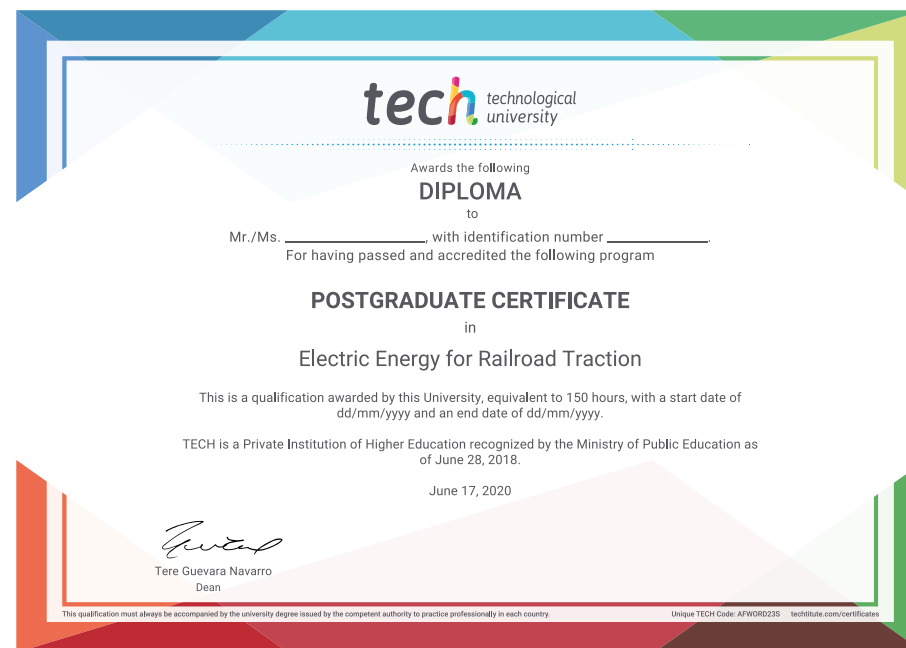 tech technological
university
Awards the following
DIPLOMA
to
Mr./Ms. ____________________, with identification number ______________.
For having passed and accredited the following program
POSTGRADUATE CERTIFICATE
in
Electric Energy for Railroad Traction
This is a qualification awarded by this University, equivalent to 150 hours, with a start date of
dd/mm/yyyy and an end date of dd/mm/yyyy.
TECH is a Private Institution of Higher Education recognized by the Ministry of Public Education as
of June 28, 2018.
June 17, 2020
Tere Guevara Navarro
Dean
This qualification must always be accompanied by the university degree issued by the competent authority to practice professionally in each country. Unique TECH Code: AFWORD23S techtitute.com/certificates